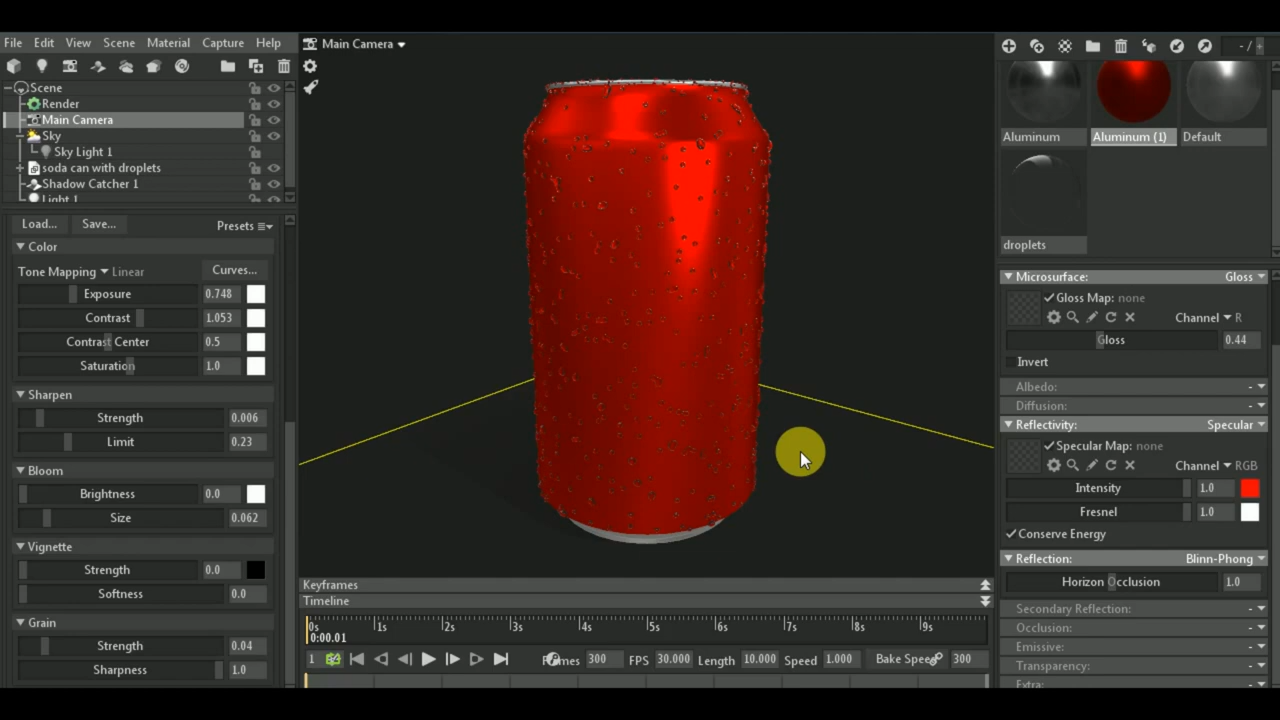 File Edit View Scene Material Capture Help
Scene
Render
Main Camera
Sky
Sky Light 1
soda can with droplets
Shadow Catcher 1
Light 1
Load... Save... Presets
Color
Tone Mapping Linear Curves...
Exposure 0.748
Contrast 1.053
Contrast Center 0.5
Saturation 1.0
Sharpen
Strength 0.006
Limit 0.23
Bloom
Brightness 0.0
Size 0.062
Vignette
Strength 0.0
Softness 0.0
Grain
Strength 0.04
Sharpness 1.0
Main Camera
Keyframes
Timeline
0s 1s 2s 3s 4s 5s 6s 7s 8s 9s
0:00.01
1 Frames 300 FPS 30.000 Length 10.000 Speed 1.000 Bake Speed 300
- /
Aluminum Aluminum (1) Default
droplets
Microsurface: Gloss
Gloss Map: none
Channel R
Gloss 0.44
Invert
Albedo: -
Diffusion: -
Reflectivity: Specular
Specular Map: none
Channel RGB
Intensity 1.0
Fresnel 1.0
Conserve Energy
Reflection: Blinn-Phong
Horizon Occlusion 1.0
Secondary Reflection: -
Occlusion: -
Emissive: -
Transparency: -
Extra: -